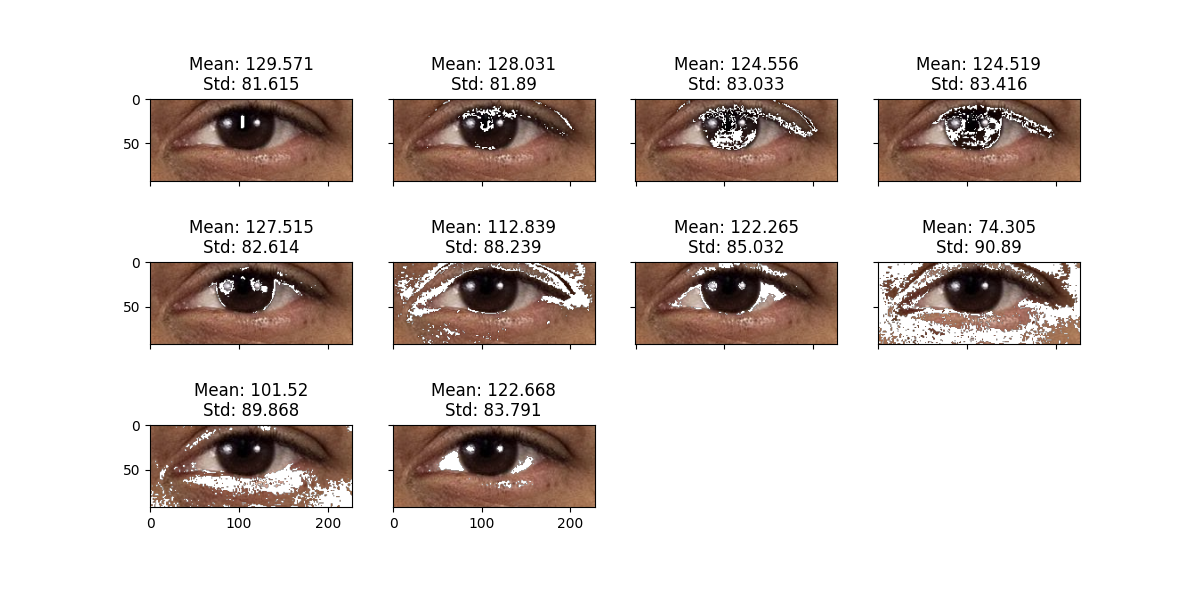 Mean: 129.571
Std: 81.615
Mean: 128.031
Std: 81.89
Mean: 124.556
Std: 83.033
Mean: 124.519
Std: 83.416
0
50
Mean: 127.515
Std: 82.614
Mean: 112.839
Std: 88.239
Mean: 122.265
Std: 85.032
Mean: 74.305
Std: 90.89
0
50
Mean: 101.52
Std: 89.868
Mean: 122.668
Std: 83.791
0
50
0 100 200
0 100 200